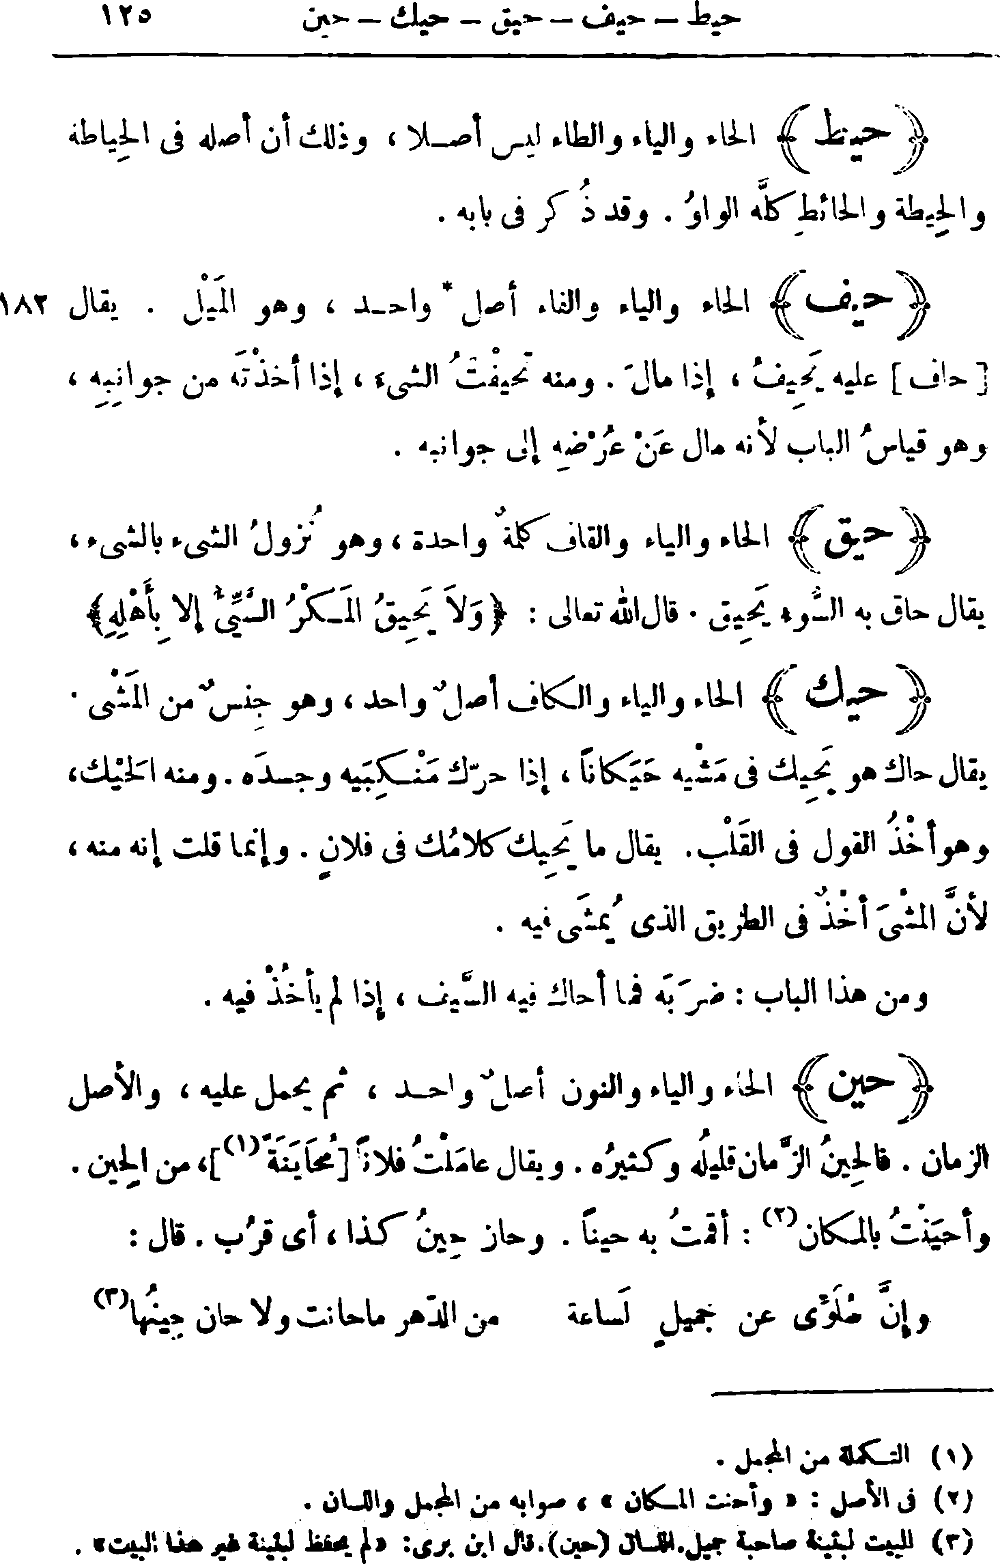 حيط — حيف — حيق — حيك — حين ١٢٥
﴿ حيط ﴾ الحاء والياء والطاء ليس أصلا ، وذلك أن أصله فى الحِياطة
والحِيطة والحائطِ كلَّه الواوُ . وقد ذُكر فى بابه .
﴿ حيف ﴾ الحاء والياء والفاء أصل* واحد ، وهو المَيْل . يقال ١٨٢
[ حاف ] عليه يَحِيفُ ، إذا مالَ . ومنه تحيفْتُ الشىء ، إذا أخذْتَه من جوانِبِه ،
وهو قياسُ الباب لأنه مال عَنْ عُرْضِه إلى جوانبه .
﴿ حيق ﴾ الحاء والياء والقاف كلمةٌ واحدة ، وهو نُزولُ الشىء بالشىء ،
يقال حاق به السُّوء يَحِيق . قال الله تعالى : ﴿ وَلاَ يَحِيقُ المَكْرُ السَّيِّئُ إلا بِأَهْلِهِ ﴾
﴿ حيك ﴾ الحاء والياء والكاف أصلٌ واحد ، وهو جِنسٌ من المَشْى .
يقال حاك هو يَحِيك فى مَشْيه حَيَكاناً ، إذا حرّك مَنْكِبَيه وجسدَه . ومنه الحَيْك،
وهو أخْذُ القول فى القَلْب. يقال ما يَحِيك كلامُك فى فلانٍ . وإنما قلت إنه منه ،
لأنَّ المشْىَ أخْذٌ فى الطريق الذى يُمشَى فيه .
ومن هذا الباب : ضرَبَه فما أحاك فيه السَّيف ، إذا لم يأخُذْ فيه .
﴿ حين ﴾ الحاء والياء والنون أصلٌ واحد ، ثم يحمل عليه ، والأصل
الزمان . فالحِينُ الزَّمان قليلُه وكثيرُه . ويقال عامَلْتُ فلاناً [مُحَايَنَةً(١)]، من الحِين .
وأحيَنْتُ بالمكان(٢) : أقمتُ به حيناً . وحان حِينُ كذا ، أى قرُب . قال :
وإنَّ سُلُوِّى عن جميلٍ لَساعة من الدّهر ماحانت ولا حان حِينُها(٣)
(١) التكملة من المجمل .
(٢) فى الأصل : « وأحنت المكان » ، صوابه من المجمل واللسان .
(٣) البيت لبثينة صاحبة جميل. اللسان (حين). قال ابن برى: «لم يحفظ لبثينة غير هذا البيت» .